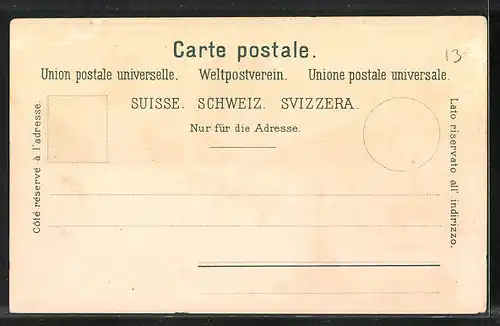 Carte postale.
13
Union postale universelle. Weltpostverein. Unione postale universale.
SUISSE. SCHWEIZ. SVIZZERA.
Nur für die Adresse.
Côté réservé à l'adresse.
Lato riservato all' indirizzo.